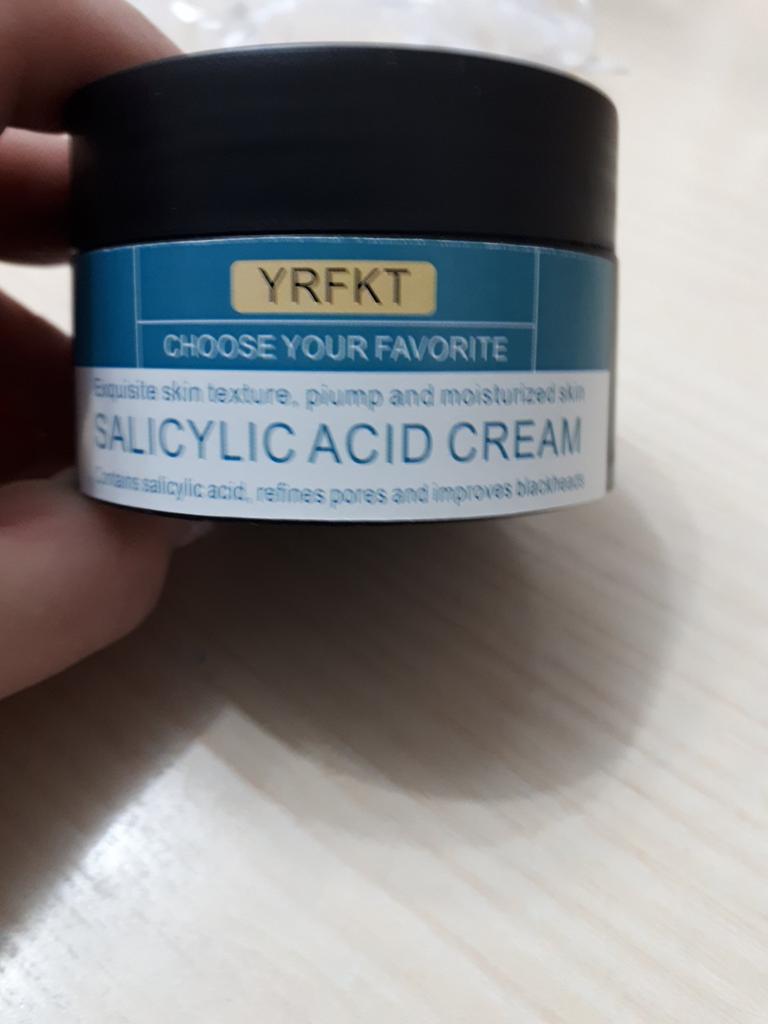 YRFKT
CHOOSE YOUR FAVORITE
Exquisite skin texture, piump and moisturized skin
SALICYLIC ACID CREAM
Contains salicylic acid, refines pores and improves blackheads